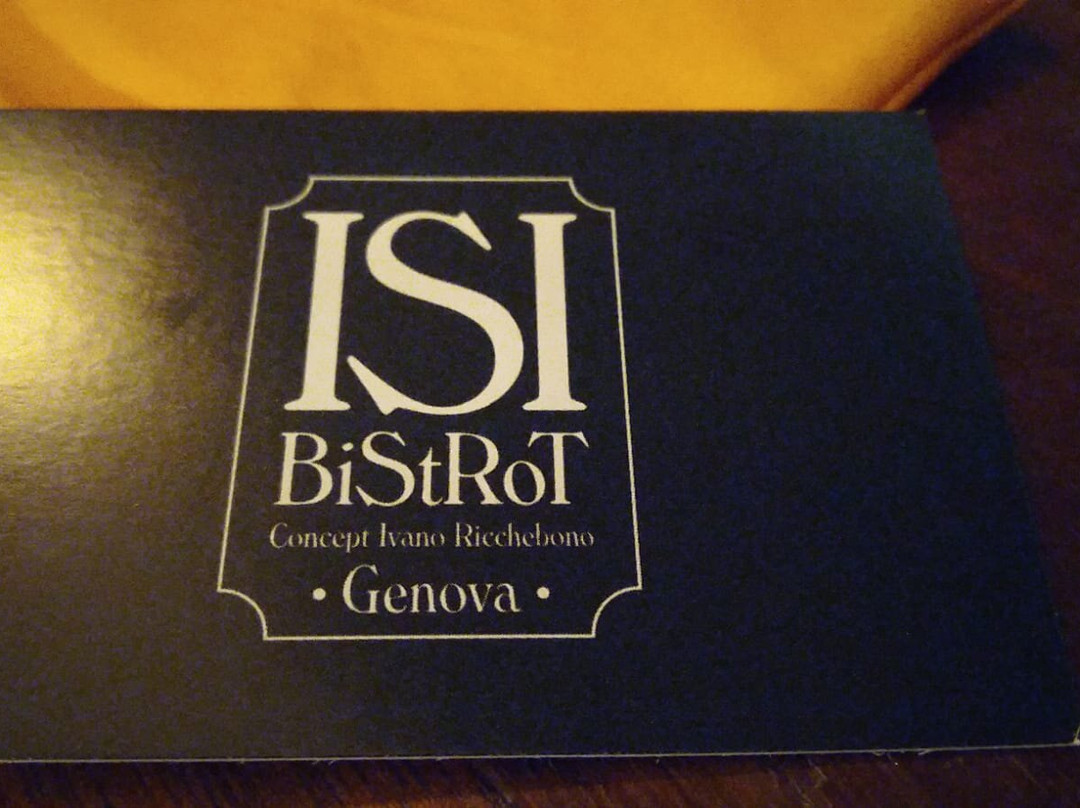 ISI
BiStRoT
Concept Ivano Ricchebono
• Genova •